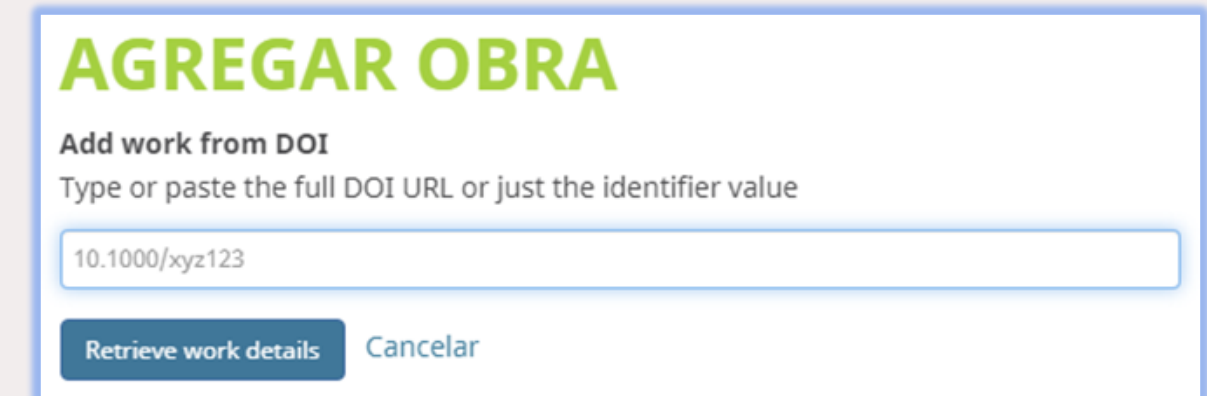 AGREGAR OBRA
Add work from DOI
Type or paste the full DOI URL or just the identifier value
10.1000/xyz123
Retrieve work details Cancelar